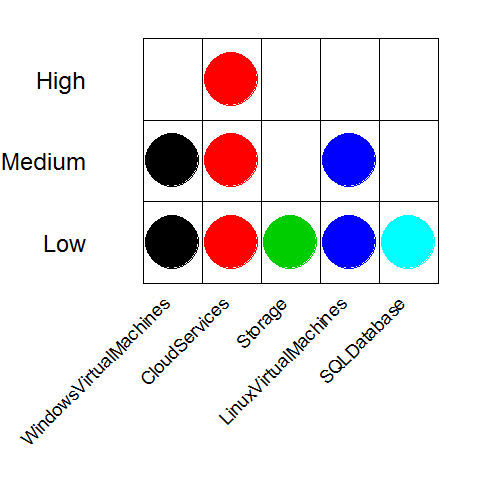 High
Medium
Low
WindowsVirtualMachines
CloudServices
Storage
LinuxVirtualMachines
SQLDatabase